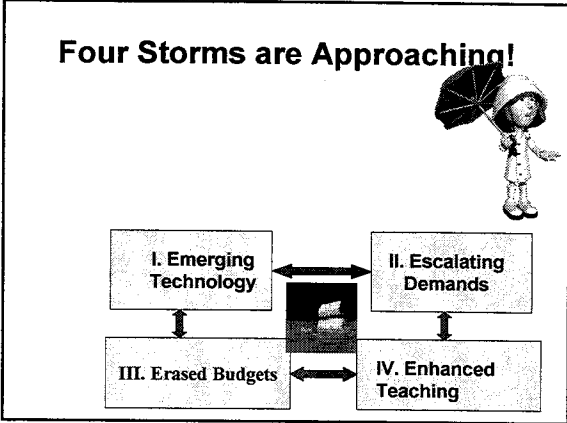 Four Storms are Approaching!
I. Emerging
Technology
II. Escalating
Demands
III. Erased Budgets
IV. Enhanced
Teaching